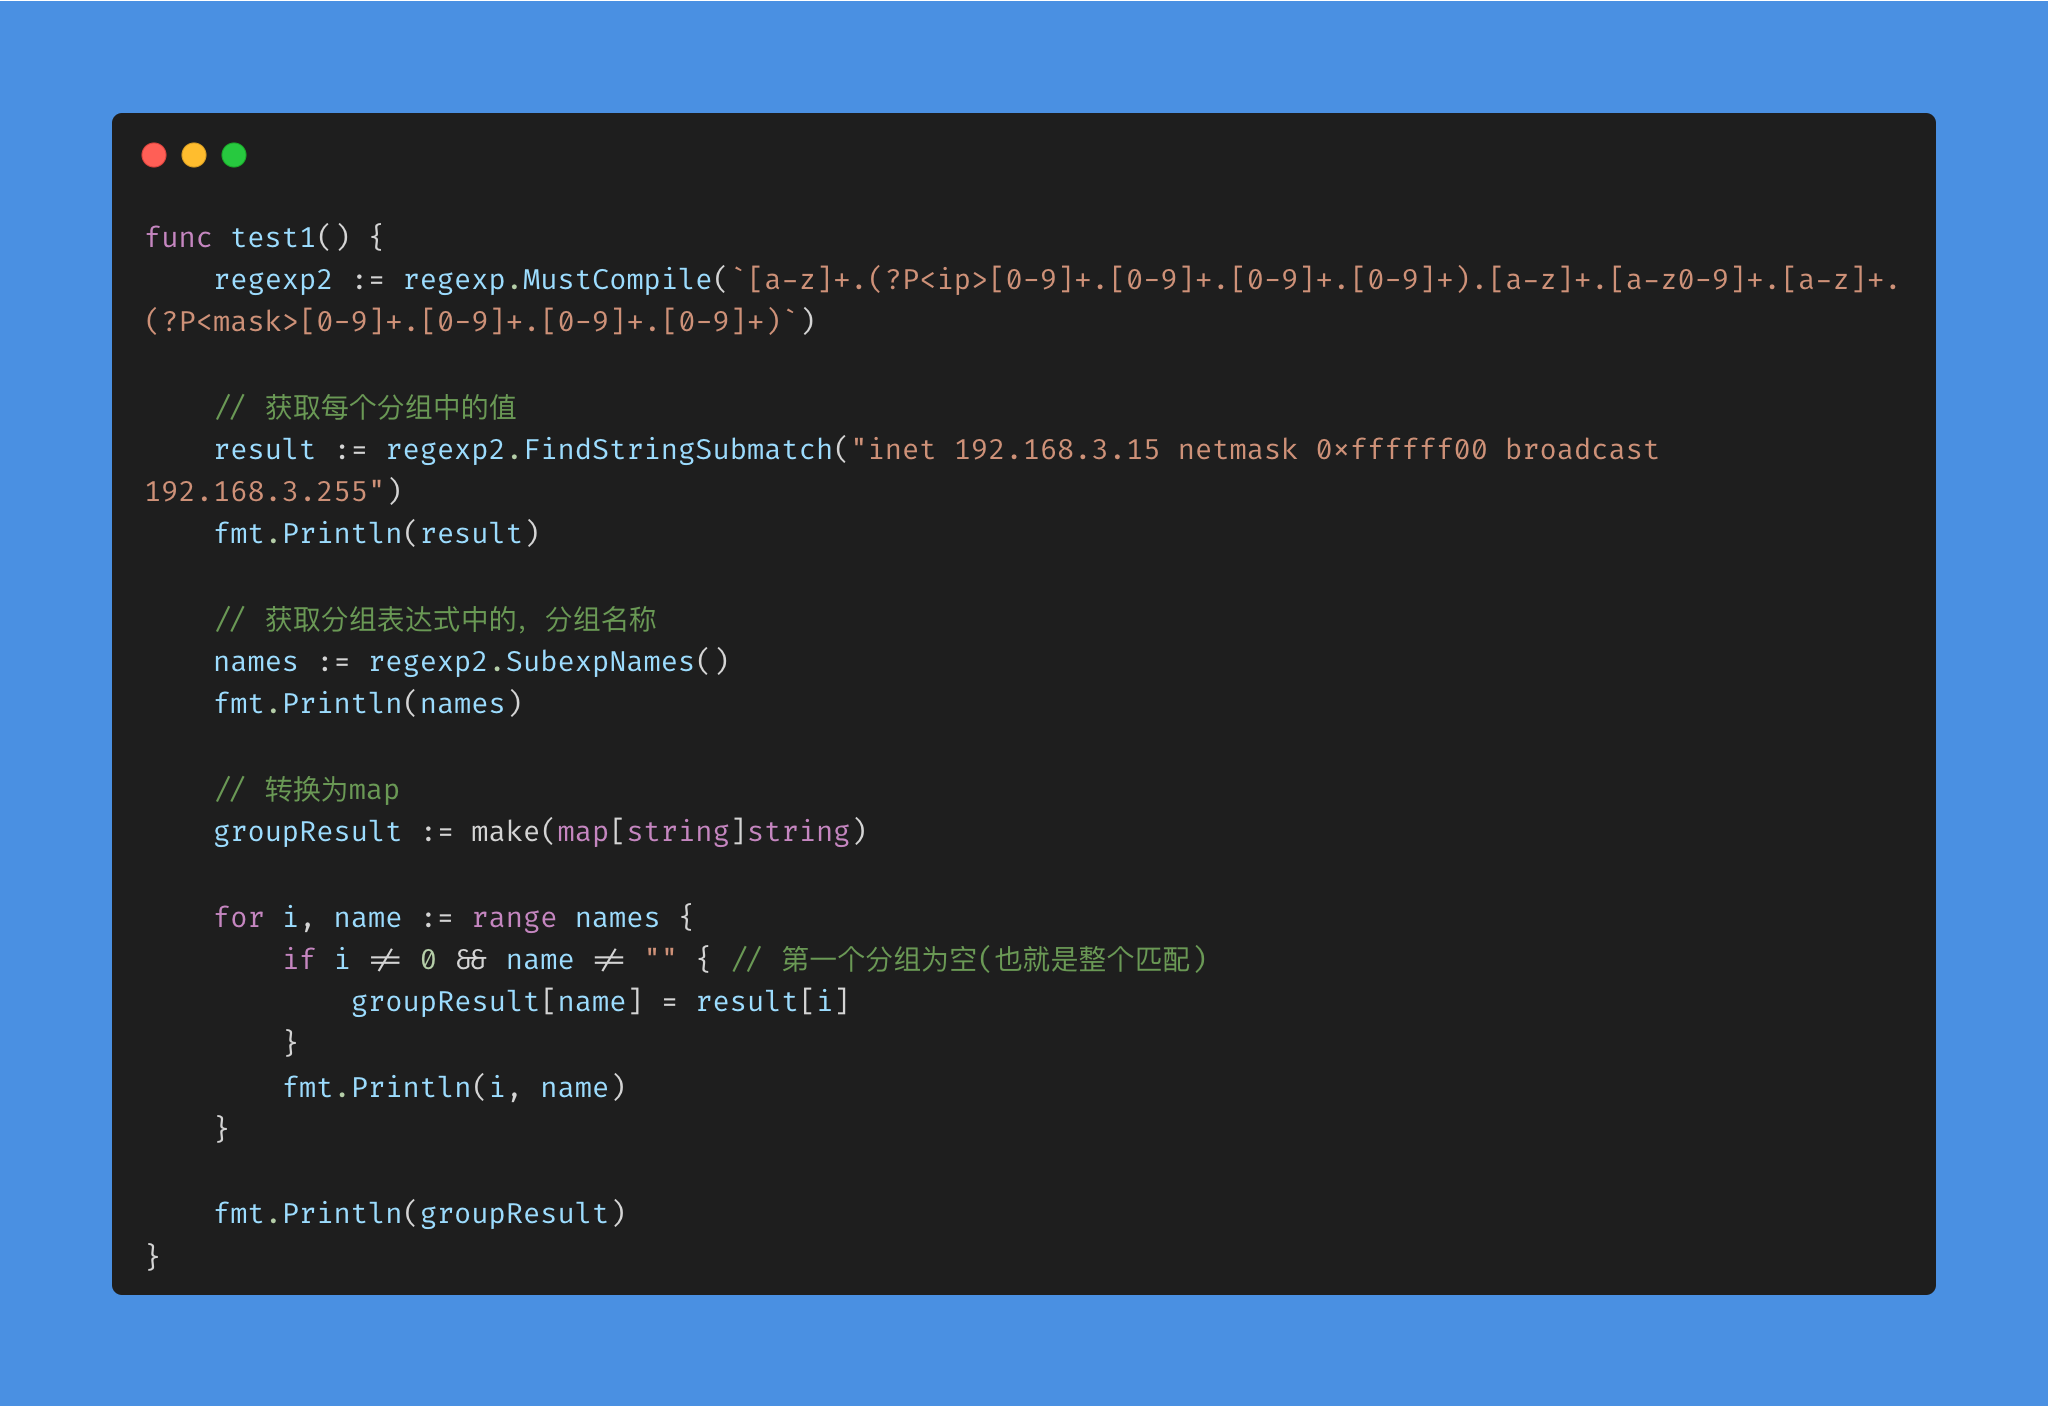 func test1() {
    regexp2 := regexp.MustCompile(`[a-z]+.(?P<ip>[0-9]+.[0-9]+.[0-9]+.[0-9]+).[a-z]+.[a-z0-9]+.[a-z]+.
(?P<mask>[0-9]+.[0-9]+.[0-9]+.[0-9]+)`)
    // 获取每个分组中的值
    result := regexp2.FindStringSubmatch("inet 192.168.3.15 netmask 0xffffff00 broadcast
192.168.3.255")
    fmt.Println(result)
    // 获取分组表达式中的，分组名称
    names := regexp2.SubexpNames()
    fmt.Println(names)
    // 转换为map
    groupResult := make(map[string]string)
    for i, name := range names {
        if i != 0 && name != "" { // 第一个分组为空(也就是整个匹配)
            groupResult[name] = result[i]
        }
        fmt.Println(i, name)
    }
    fmt.Println(groupResult)
}